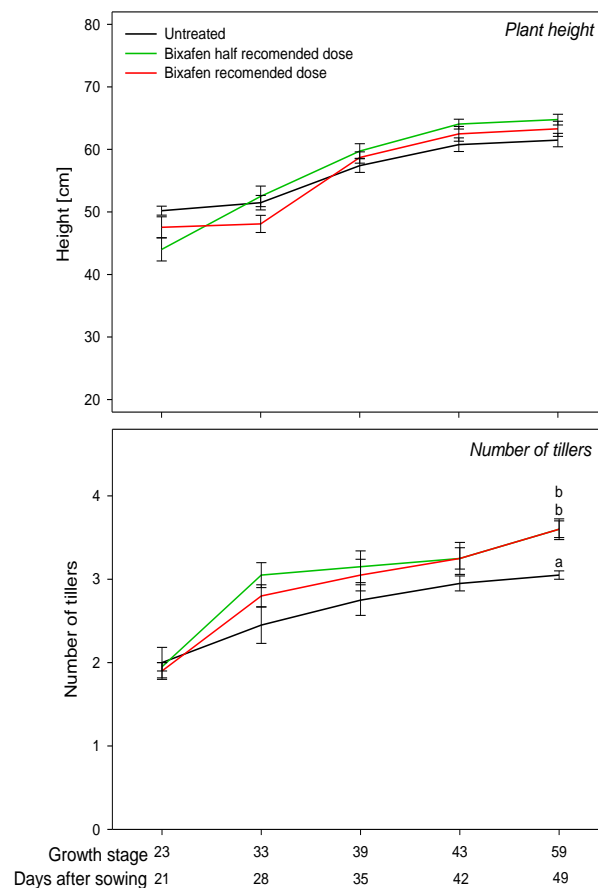 Plant height
Untreated
Bixafen half recomended dose
Bixafen recomended dose
80
70
60
50
40
30
20
Height [cm]
Number of tillers
4
3
2
1
0
Number of tillers
b
b
a
Growth stage 23 33 39 43 59
Days after sowing 21 28 35 42 49